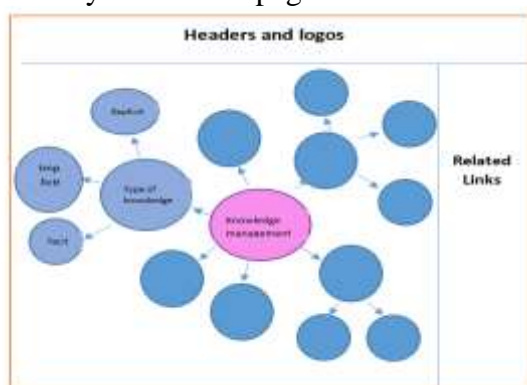 Headers and logos
Explicit
Type of
knowledge
Tacit
Knowledge
management
Related
Links